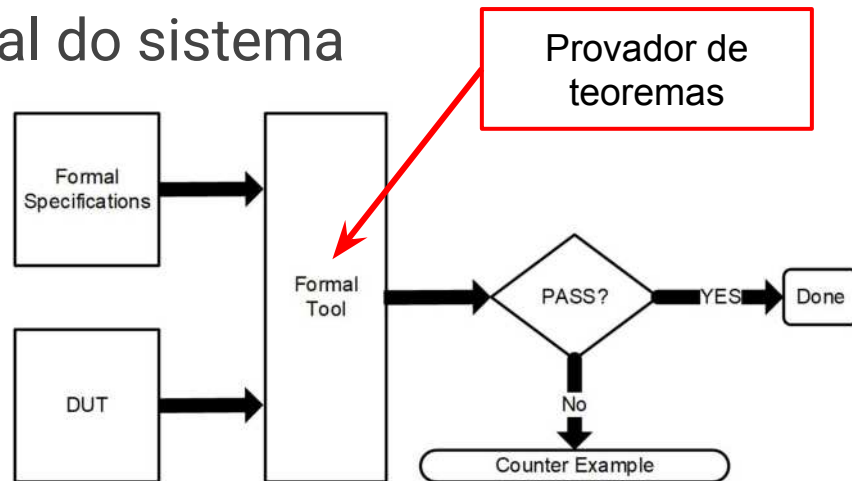 al do sistema
Provador de
teoremas
Formal
Specifications
Formal
Tool
PASS?
YES
Done
DUT
No
Counter Example